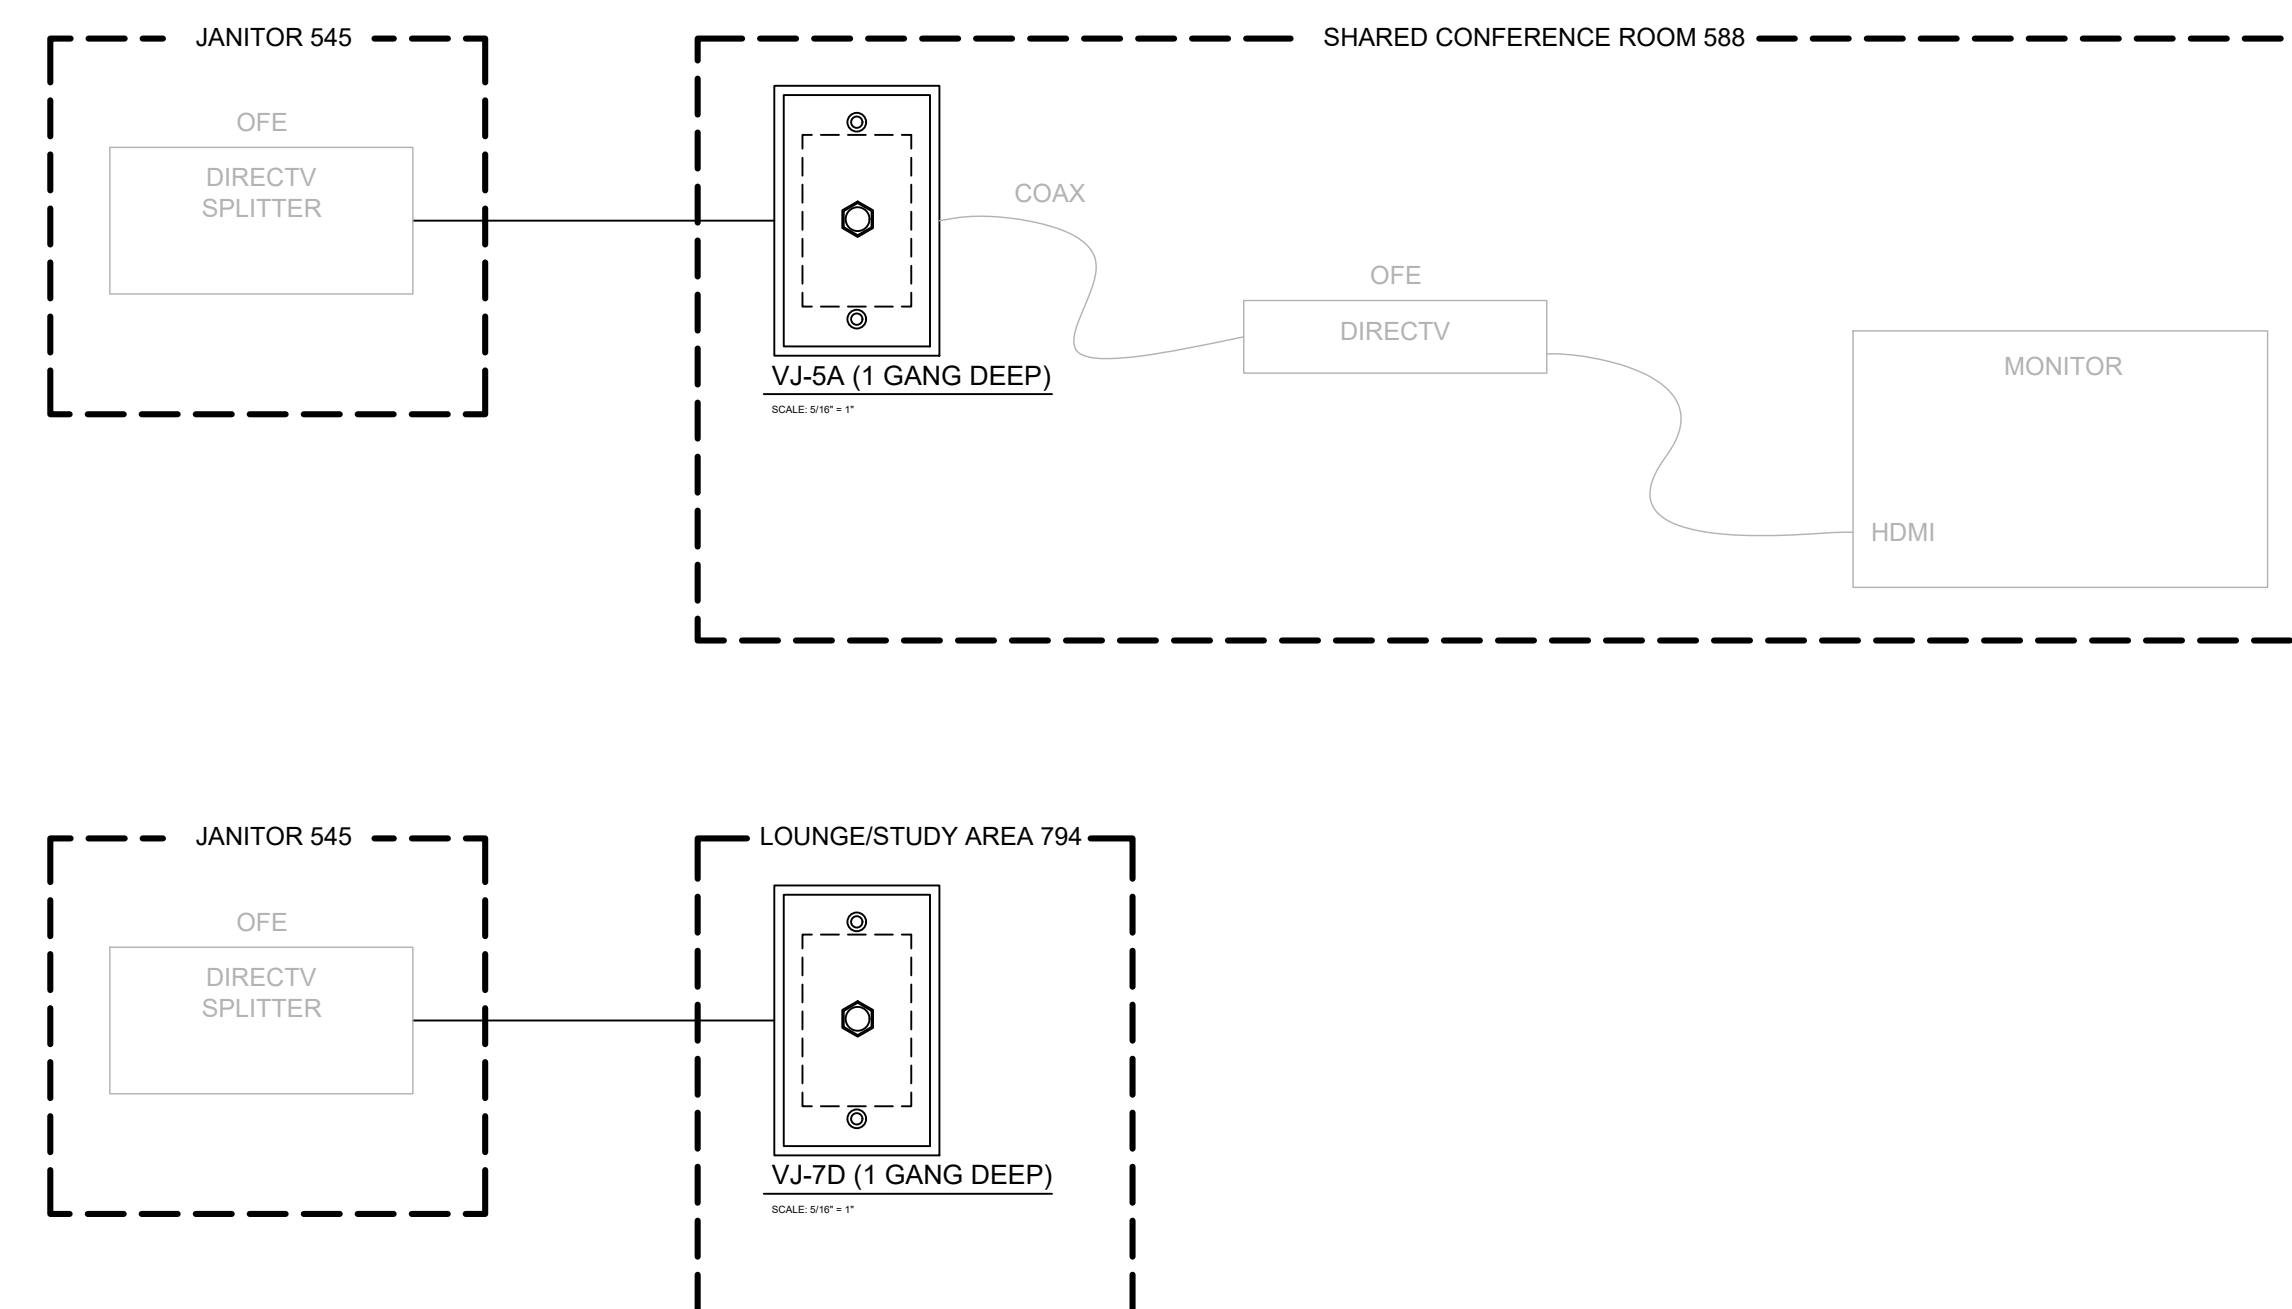 JANITOR 545
SHARED CONFERENCE ROOM 588
OFE
DIRECTV
SPLITTER
COAX
OFE
DIRECTV
MONITOR
HDMI
VJ-5A (1 GANG DEEP)
SCALE: 5/16" = 1"
JANITOR 545
LOUNGE/STUDY AREA 794
OFE
DIRECTV
SPLITTER
VJ-7D (1 GANG DEEP)
SCALE: 5/16" = 1"